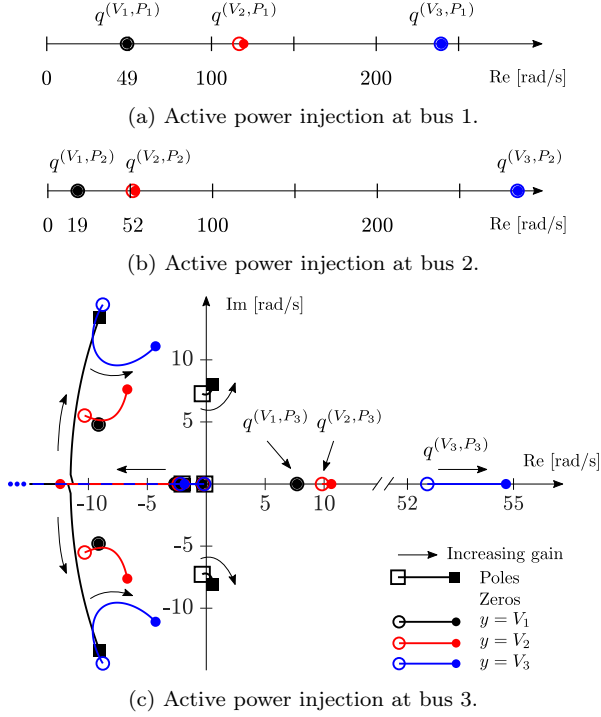 q^(V₁,P₁) q^(V₂,P₁) q^(V₃,P₁)
0 49 100 200 Re [rad/s]
(a) Active power injection at bus 1.
q^(V₁,P₂) q^(V₂,P₂) q^(V₃,P₂)
0 19 52 100 200 Re [rad/s]
(b) Active power injection at bus 2.
Im [rad/s]
10
5
q^(V₁,P₃) q^(V₂,P₃) q^(V₃,P₃)
Re [rad/s]
-10 -5 5 10 52 55
-5
-10
Increasing gain
Poles
Zeros
y = V₁
y = V₂
y = V₃
(c) Active power injection at bus 3.